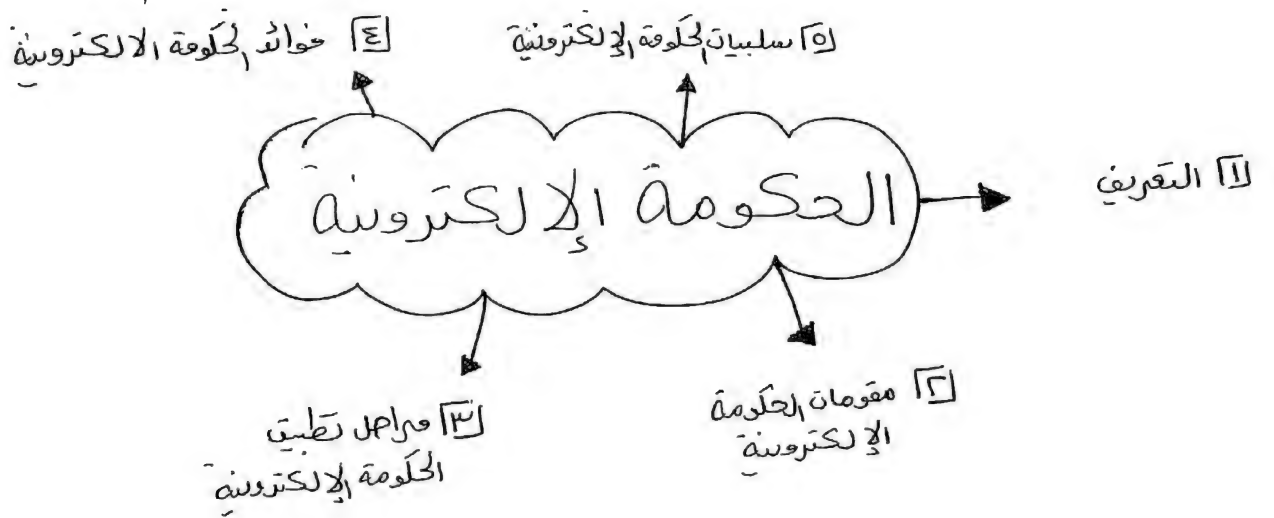 ٤ فوائد الحكومة الالكترونية
٥ سلبيات الحكومة الإلكترونية
الحكومة الإلكترونية
١ التعريف
٢ مقومات الحكومة
الإلكترونية
٣ مراحل تطبيق
الحكومة الإلكترونية